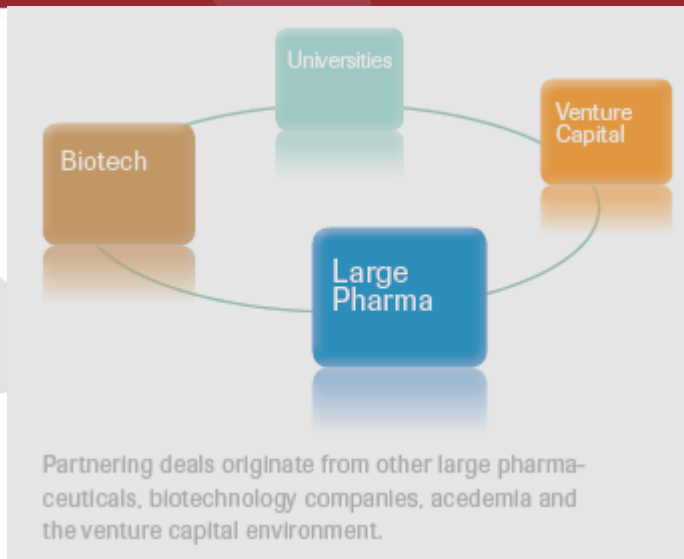 Universities
Venture
Capital
Biotech
Large
Pharma
Partnering deals originate from other large pharma-
ceuticals, biotechnology companies, acedemia and
the venture capital environment.